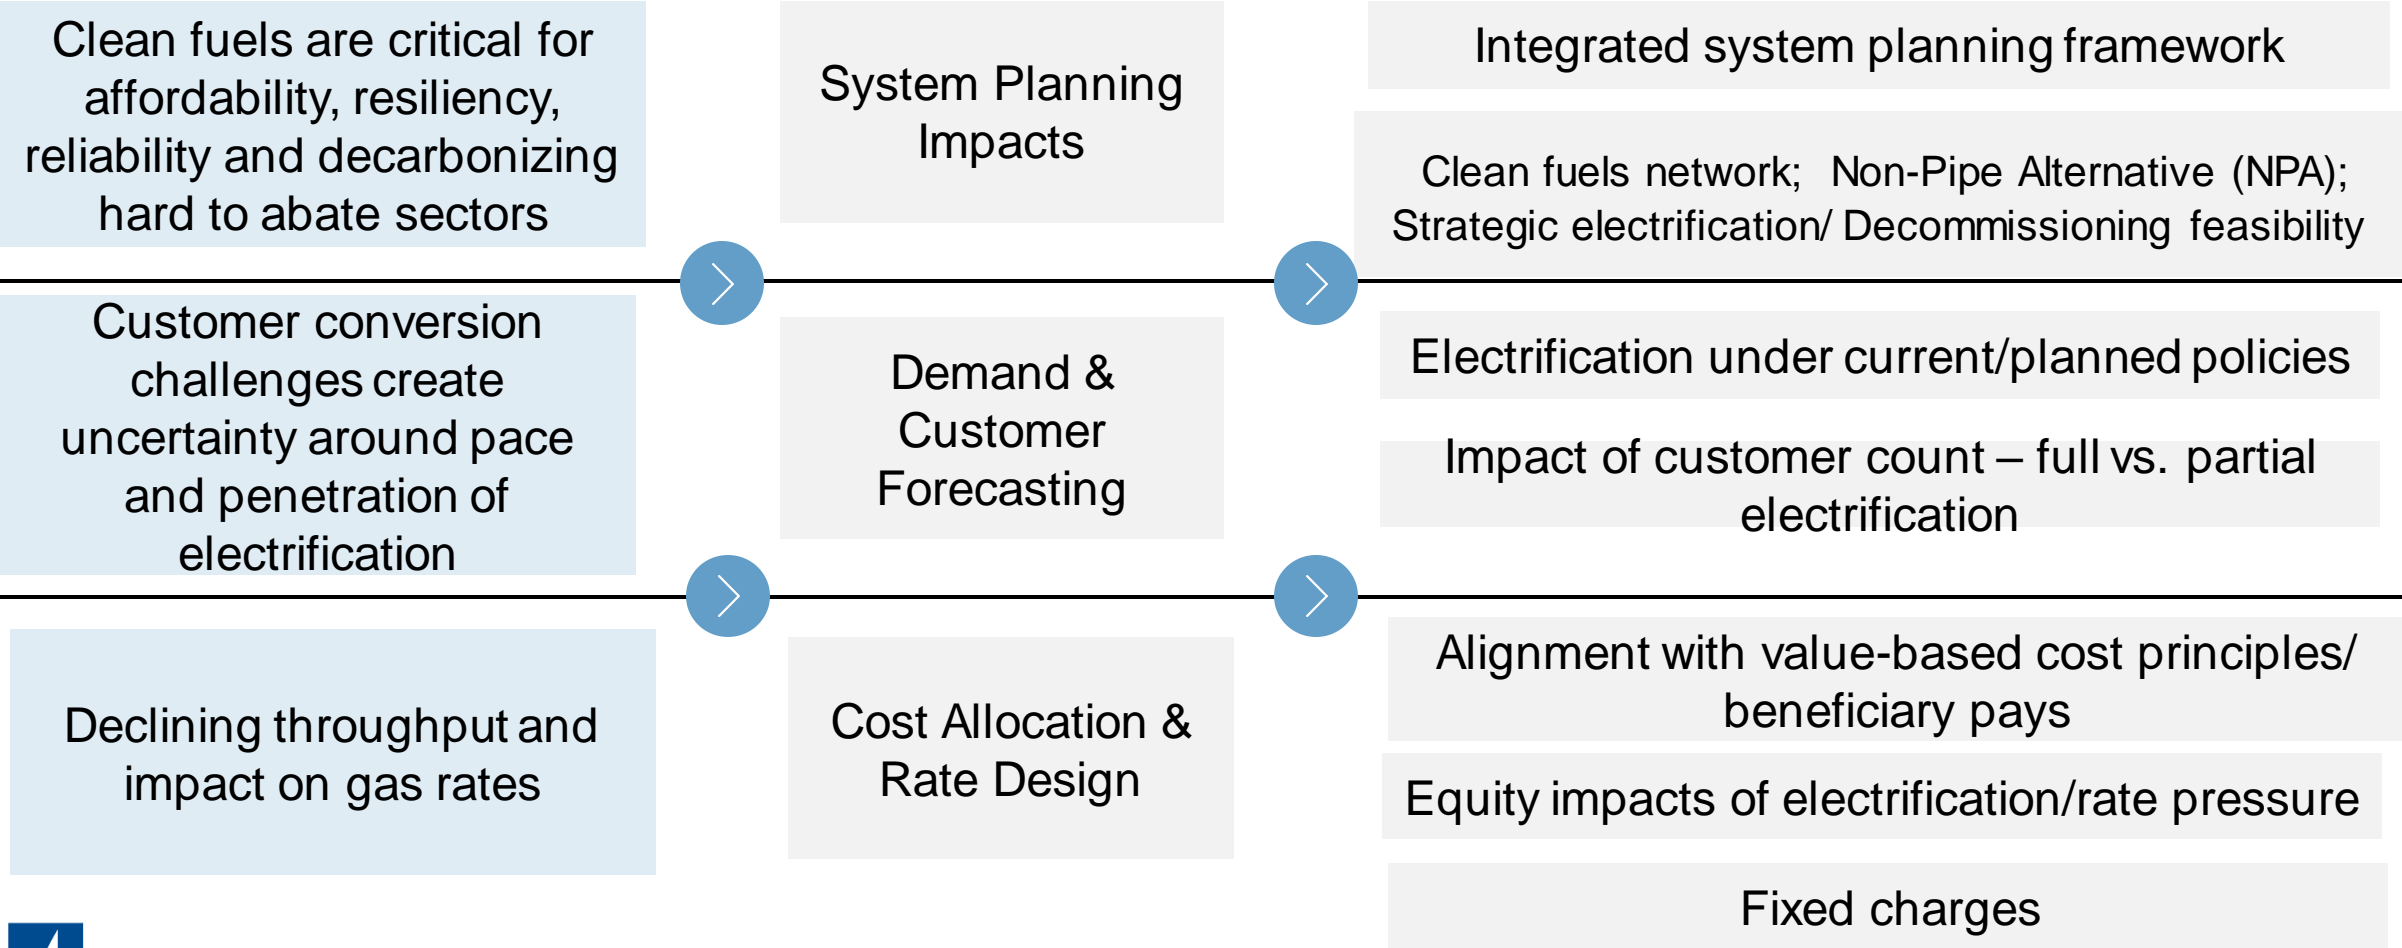 Clean fuels are critical for
affordability, resiliency,
reliability and decarbonizing
hard to abate sectors
System Planning
Impacts
Integrated system planning framework
Clean fuels network; Non-Pipe Alternative (NPA);
Strategic electrification/ Decommissioning feasibility
Customer conversion
challenges create
uncertainty around pace
and penetration of
electrification
Demand &
Customer
Forecasting
Electrification under current/planned policies
Impact of customer count – full vs. partial
electrification
Declining throughput and
impact on gas rates
Cost Allocation &
Rate Design
Alignment with value-based cost principles/
beneficiary pays
Equity impacts of electrification/rate pressure
Fixed charges